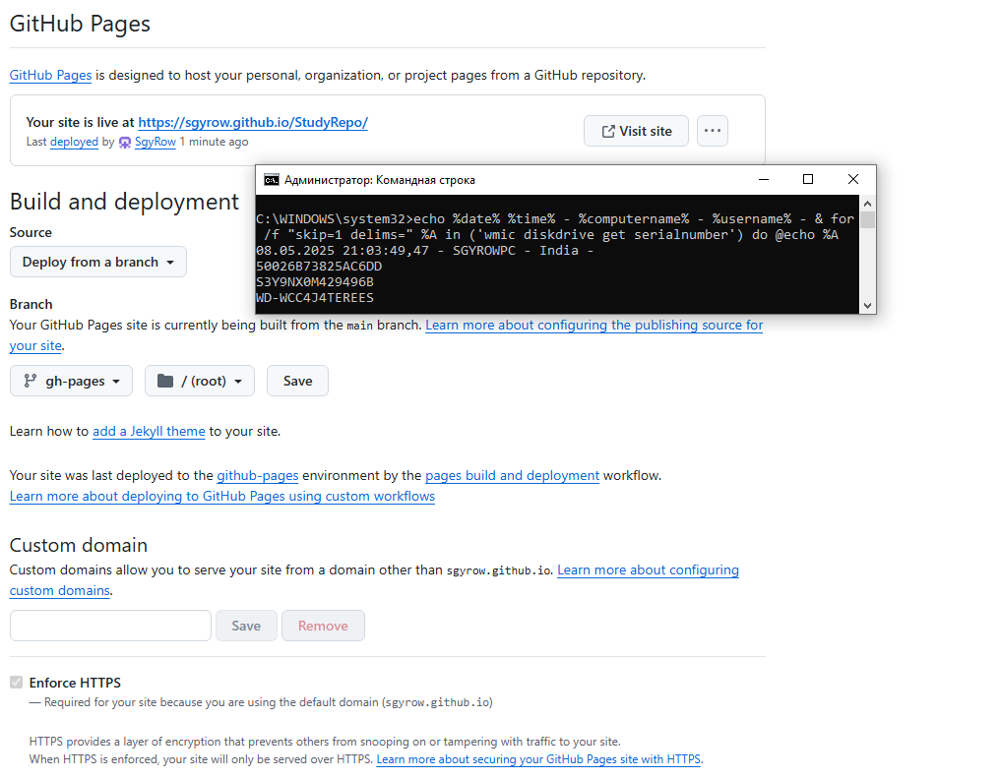 GitHub Pages
GitHub Pages is designed to host your personal, organization, or project pages from a GitHub repository.
Your site is live at https://sgyrow.github.io/StudyRepo/
Last deployed by SgyRow 1 minute ago
Visit site
Администратор: Командная строка
C:\WINDOWS\system32>echo %date% %time% - %computername% - %username% - & for
/f "skip=1 delims=" %A in ('wmic diskdrive get serialnumber') do @echo %A
08.05.2025 21:03:49,47 - SGYROWPC - India -
50026B73825AC6DD
S3Y9NX0M429496B
WD-WCC4J4TEREES
Build and deployment
Source
Deploy from a branch
Branch
Your GitHub Pages site is currently being built from the main branch. Learn more about configuring the publishing source for
your site.
gh-pages
/ (root)
Save
Learn how to add a Jekyll theme to your site.
Your site was last deployed to the github-pages environment by the pages build and deployment workflow.
Learn more about deploying to GitHub Pages using custom workflows
Custom domain
Custom domains allow you to serve your site from a domain other than sgyrow.github.io. Learn more about configuring
custom domains.
Save
Remove
Enforce HTTPS
— Required for your site because you are using the default domain (sgyrow.github.io)
HTTPS provides a layer of encryption that prevents others from snooping on or tampering with traffic to your site.
When HTTPS is enforced, your site will only be served over HTTPS. Learn more about securing your GitHub Pages site with HTTPS.